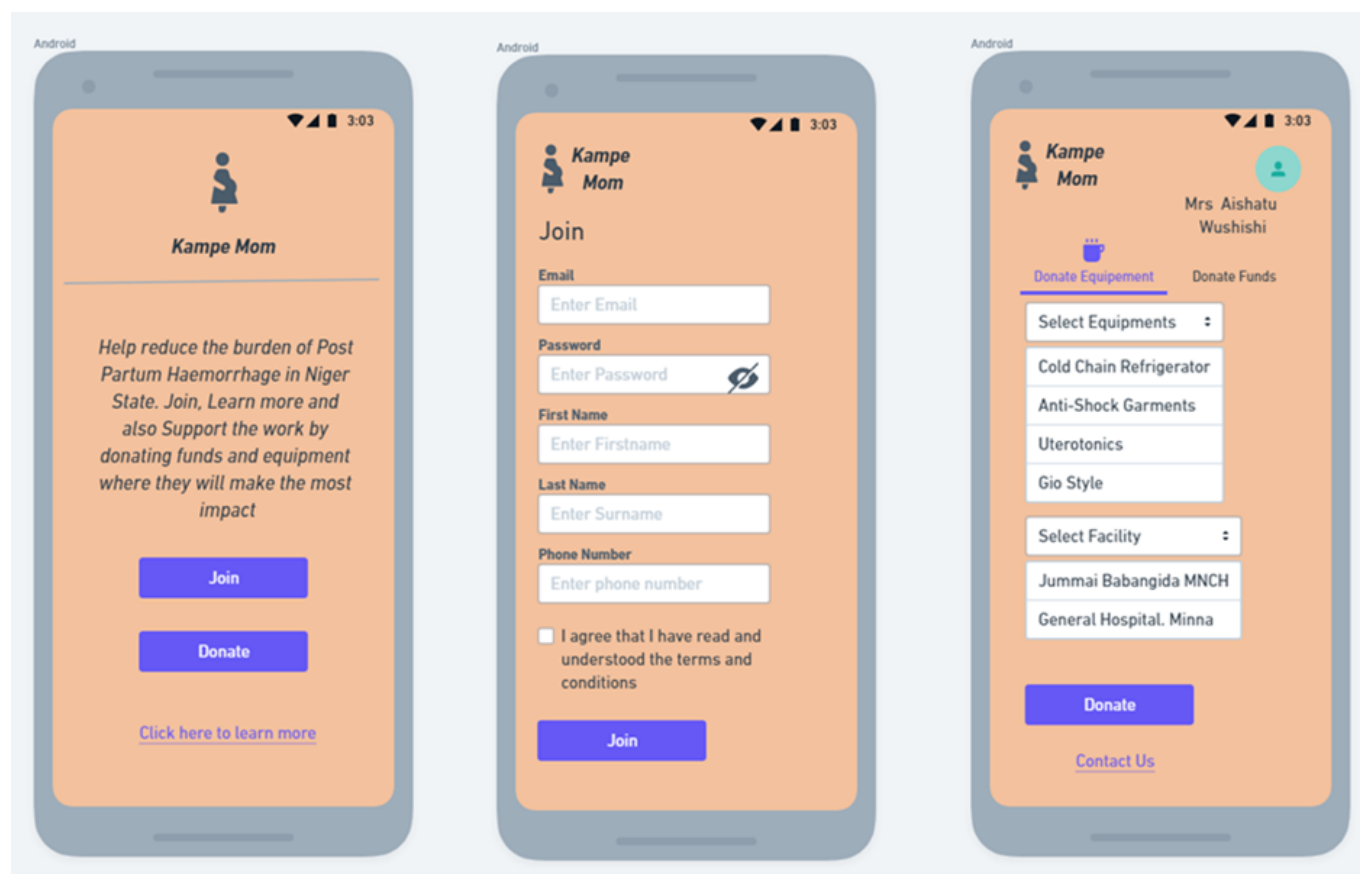 Android
3:03
Kampe Mom
Help reduce the burden of Post
Partum Haemorrhage in Niger
State. Join, Learn more and
also Support the work by
donating funds and equipment
where they will make the most
impact
Join
Donate
Click here to learn more
Android
3:03
Kampe
Mom
Join
Email
Enter Email
Password
Enter Password
First Name
Enter Firstname
Last Name
Enter Surname
Phone Number
Enter phone number
I agree that I have read and
understood the terms and
conditions
Join
Android
3:03
Kampe
Mom
Mrs Aishatu
Wushishi
Donate Equipement
Donate Funds
Select Equipments
Cold Chain Refrigerator
Anti-Shock Garments
Uterotonics
Gio Style
Select Facility
Jummai Babangida MNCH
General Hospital. Minna
Donate
Contact Us